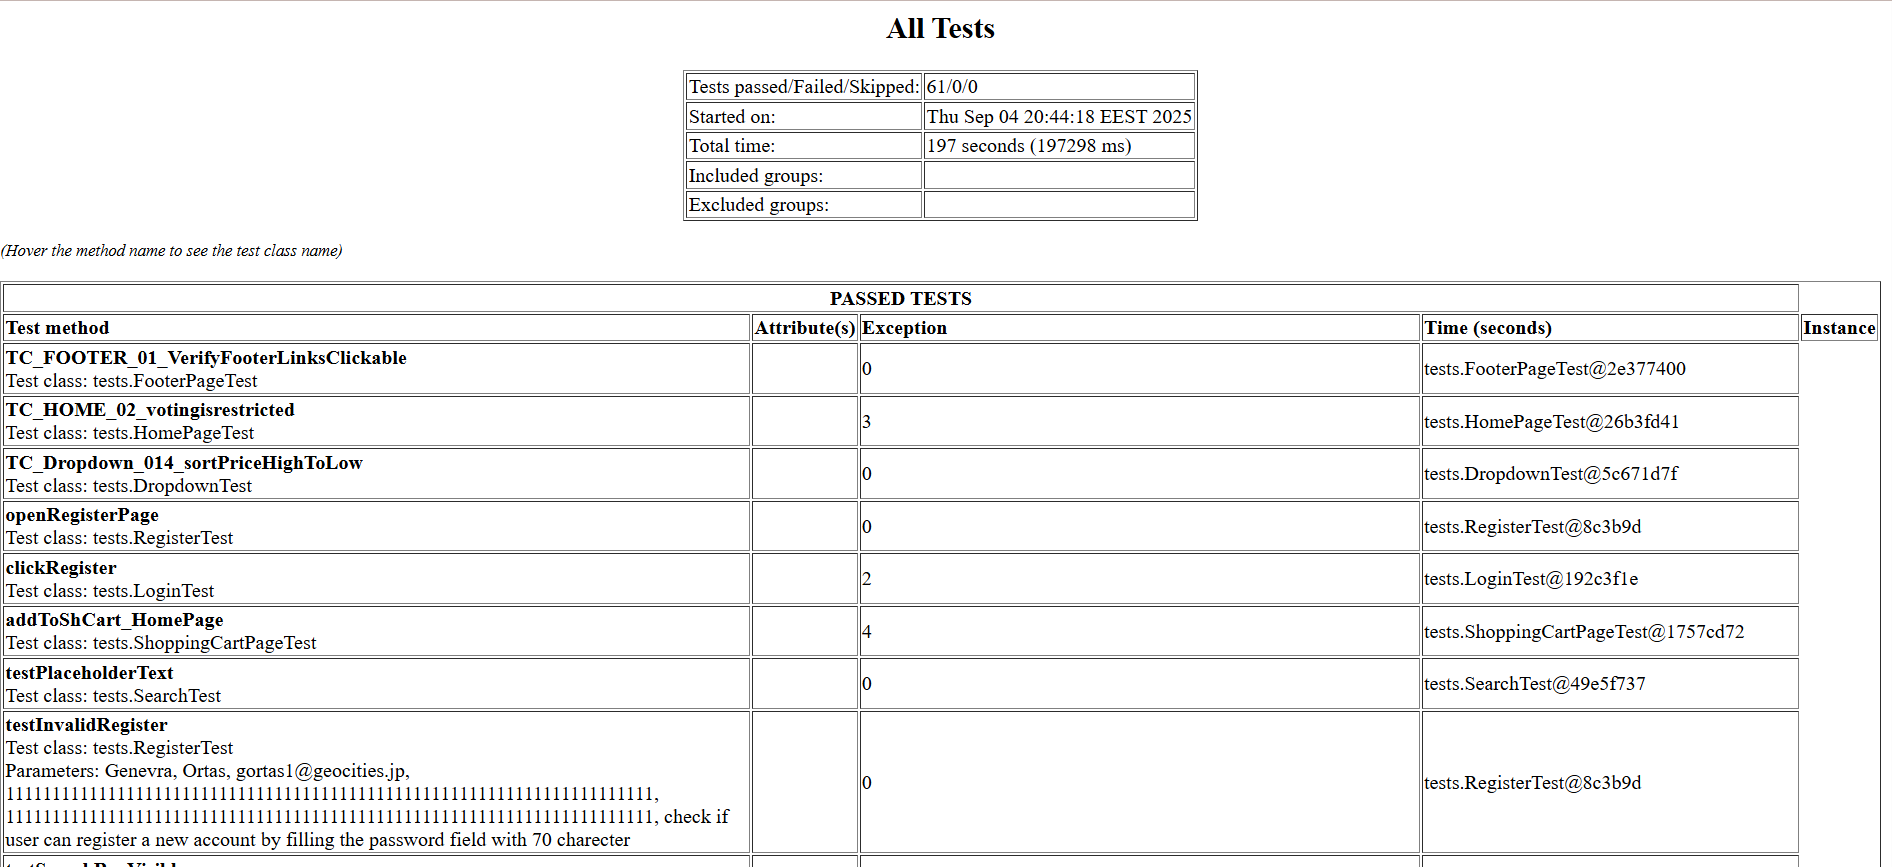 All Tests
Tests passed/Failed/Skipped: 61/0/0
Started on: Thu Sep 04 20:44:18 EEST 2025
Total time: 197 seconds (197298 ms)
Included groups:
Excluded groups:
(Hover the method name to see the test class name)
PASSED TESTS
Test method Attribute(s) Exception Time (seconds) Instance
TC_FOOTER_01_VerifyFooterLinksClickable
Test class: tests.FooterPageTest
0 tests.FooterPageTest@2e377400
TC_HOME_02_votingisrestricted
Test class: tests.HomePageTest
3 tests.HomePageTest@26b3fd41
TC_Dropdown_014_sortPriceHighToLow
Test class: tests.DropdownTest
0 tests.DropdownTest@5c671d7f
openRegisterPage
Test class: tests.RegisterTest
0 tests.RegisterTest@8c3b9d
clickRegister
Test class: tests.LoginTest
2 tests.LoginTest@192c3f1e
addToShCart_HomePage
Test class: tests.ShoppingCartPageTest
4 tests.ShoppingCartPageTest@1757cd72
testPlaceholderText
Test class: tests.SearchTest
0 tests.SearchTest@49e5f737
testInvalidRegister
Test class: tests.RegisterTest
Parameters: Genevra, Ortas, gortas1@geocities.jp,
1111111111111111111111111111111111111111111111111111111111111111111111,
1111111111111111111111111111111111111111111111111111111111111111111111, check if
user can register a new account by filling the password field with 70 charecter
0 tests.RegisterTest@8c3b9d